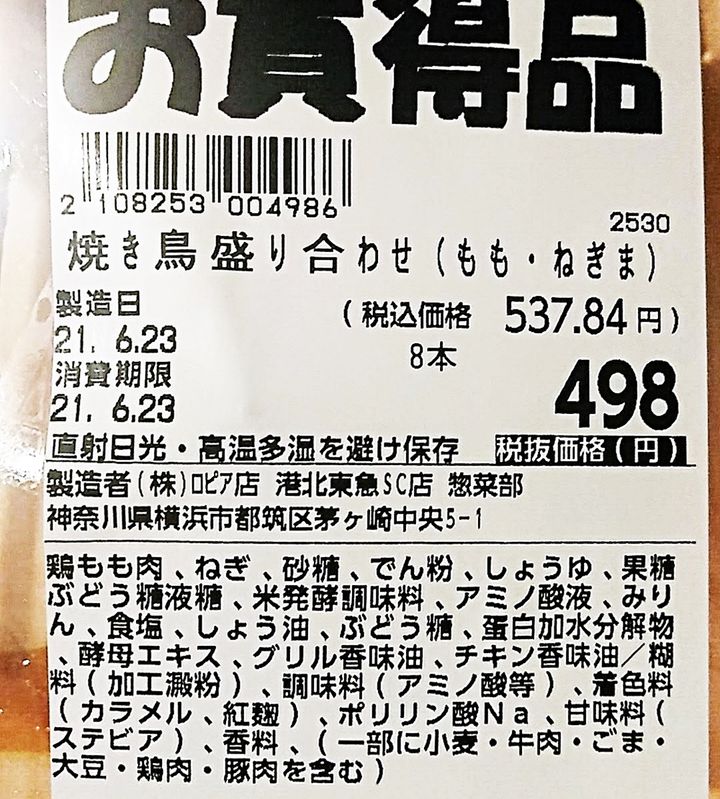 お買得品
2 108253 004986
2530
焼き鳥盛り合わせ(もも・ねぎま)
製造日
(税込価格 537.84円)
21. 6.23
8本
消費期限
498
21. 6.23
直射日光・高温多湿を避け保存 税抜価格(円)
製造者(株)ロピア店 港北東急SC店 惣菜部
神奈川県横浜市都筑区茅ヶ崎中央5-1
鶏もも肉、ねぎ、砂糖、でん粉、しょうゆ、果糖
ぶどう糖液糖、米発酵調味料、アミノ酸液、みり
ん、食塩、しょう油、ぶどう糖、蛋白加水分解物
、酵母エキス、グリル香味油、チキン香味油/糊
料(加工澱粉)、調味料(アミノ酸等)、着色料
(カラメル、紅麹)、ポリリン酸Na、甘味料(
ステビア)、香料、(一部に小麦・牛肉・ごま・
大豆・鶏肉・豚肉を含む)